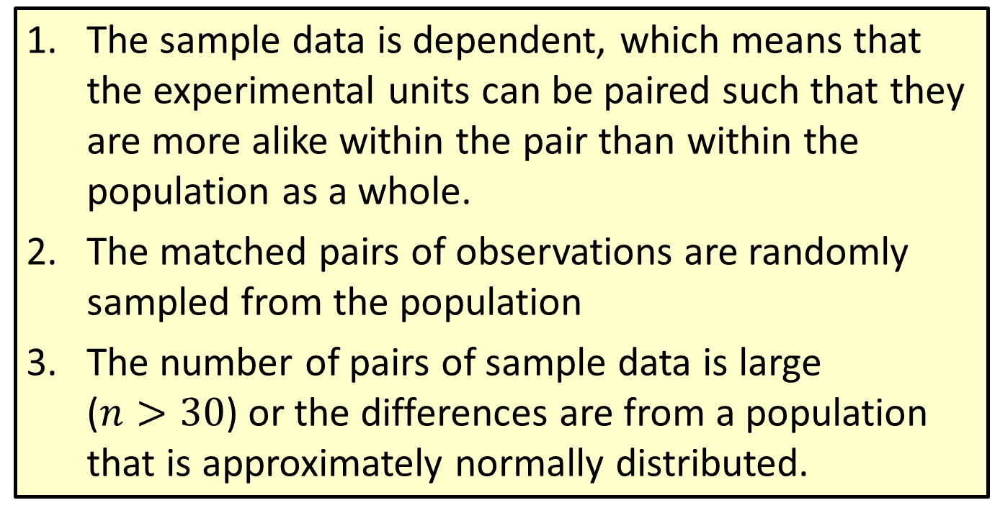 1. The sample data is dependent, which means that
the experimental units can be paired such that they
are more alike within the pair than within the
population as a whole.
2. The matched pairs of observations are randomly
sampled from the population
3. The number of pairs of sample data is large
(𝑛 > 30) or the differences are from a population
that is approximately normally distributed.